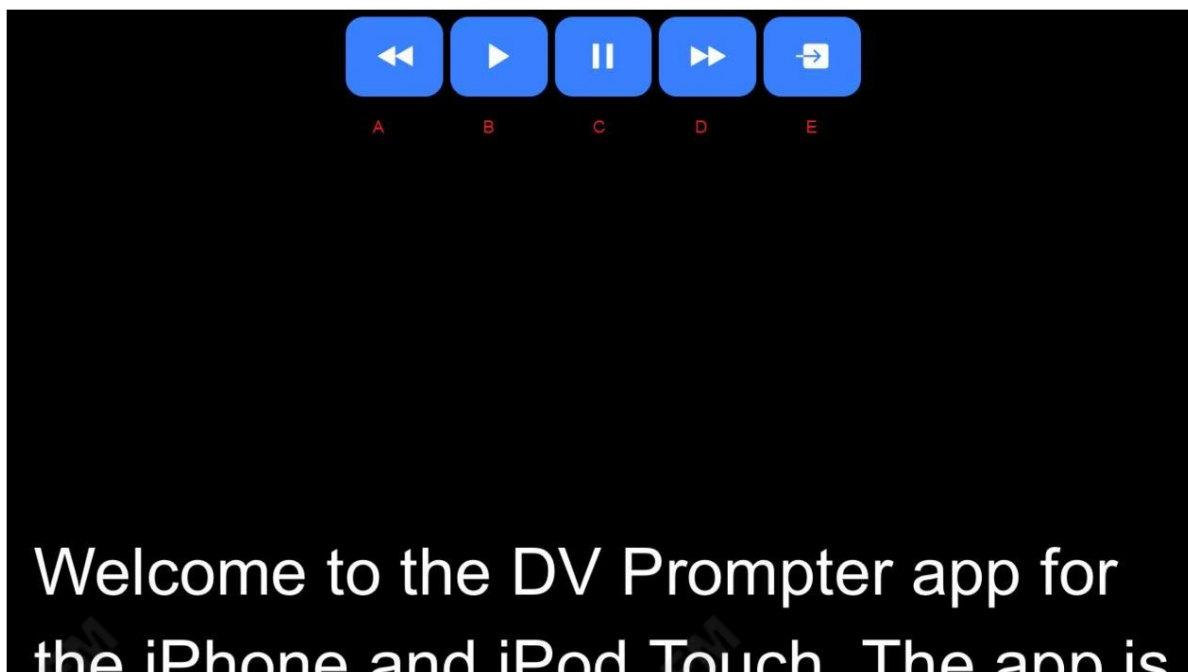 A B C D E
Welcome to the DV Prompter app for
the iPhone and iPod Touch. The app is